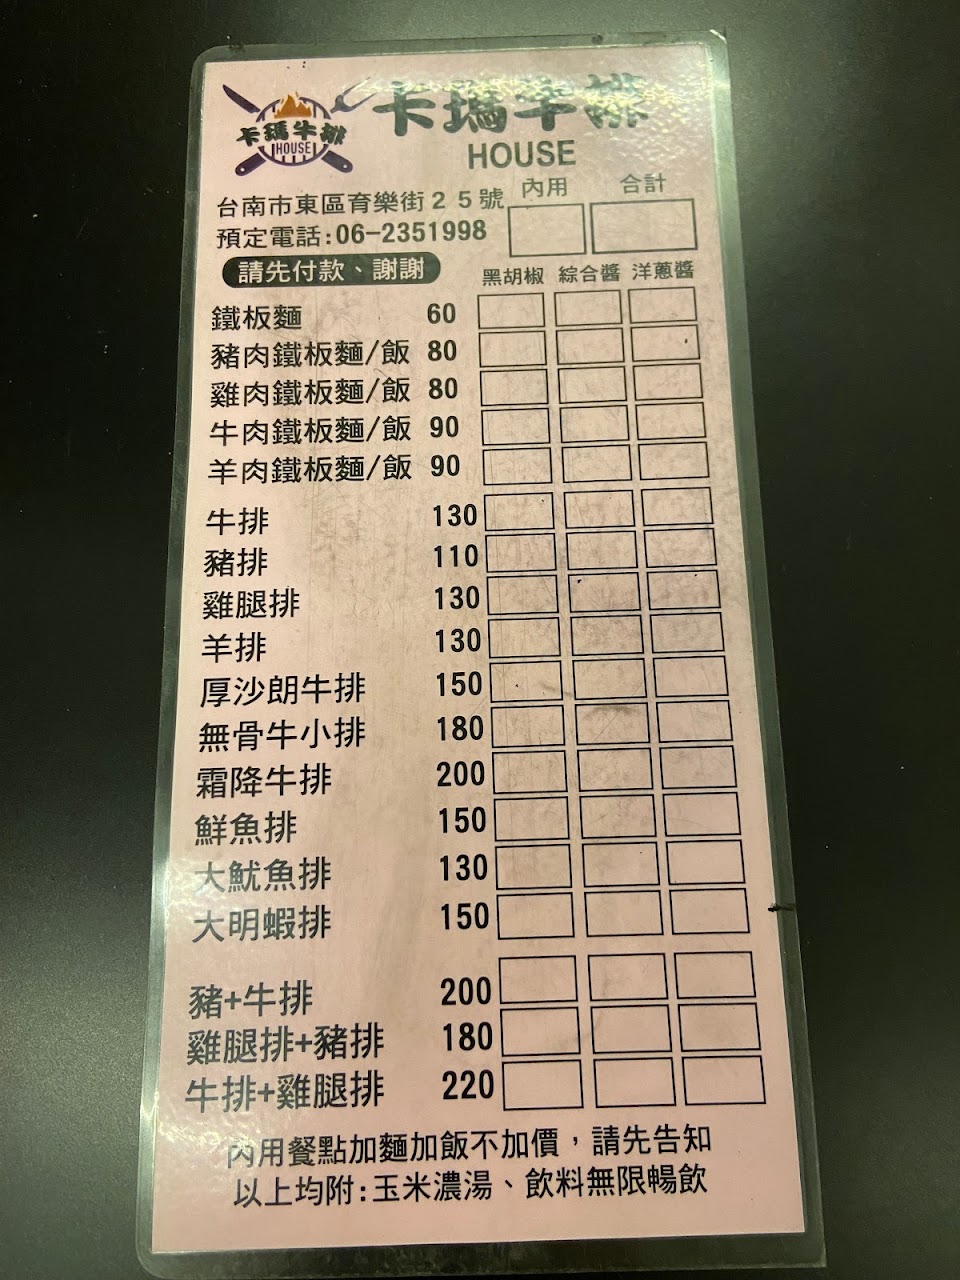 卡瑪牛排
HOUSE
卡瑪牛排
HOUSE
台南市東區育樂街25號
預定電話:06-2351998
請先付款、謝謝
內用 合計
黑胡椒 綜合醬 洋蔥醬
鐵板麵 60
豬肉鐵板麵/飯 80
雞肉鐵板麵/飯 80
牛肉鐵板麵/飯 90
羊肉鐵板麵/飯 90
牛排 130
豬排 110
雞腿排 130
羊排 130
厚沙朗牛排 150
無骨牛小排 180
霜降牛排 200
鮮魚排 150
大魷魚排 130
大明蝦排 150
豬+牛排 200
雞腿排+豬排 180
牛排+雞腿排 220
內用餐點加麵加飯不加價，請先告知
以上均附:玉米濃湯、飲料無限暢飲